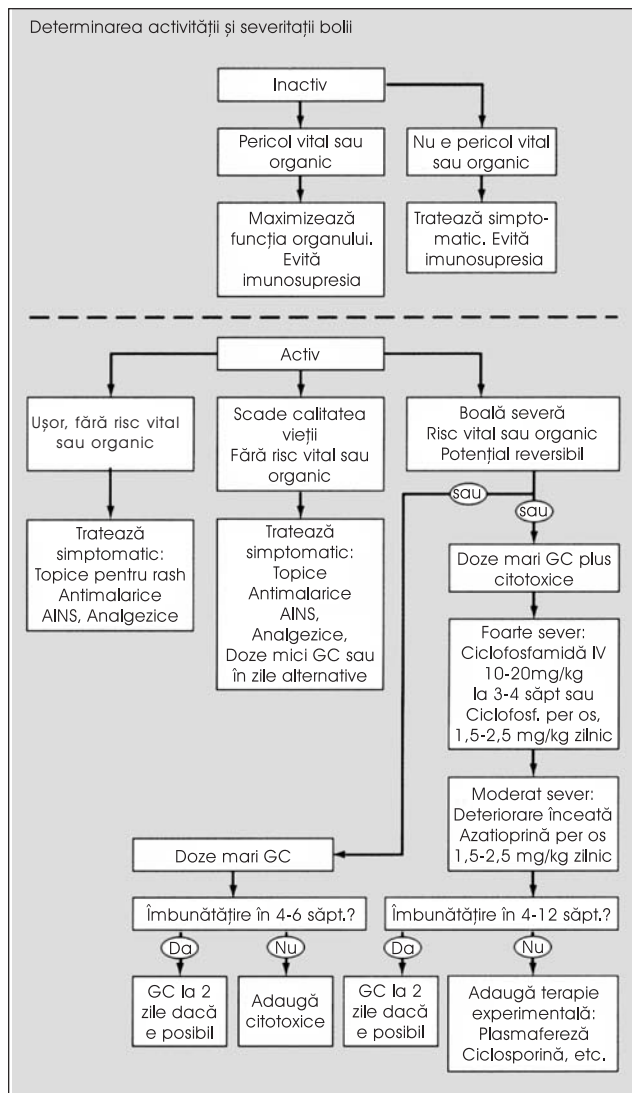 Determinarea activității și severitații bolii
Inactiv
Pericol vital sau
organic
Nu e pericol vital
sau organic
Maximizează
funcția organului.
Evită
imunosupresia
Tratează simpto-
matic. Evită
imunosupresia
Activ
Ușor, fără risc vital
sau organic
Scade calitatea
vieții
Fără risc vital sau
organic
Boală severă
Risc vital sau organic
Potențial reversibil
sau
sau
Tratează
simptomatic:
Topice pentru rash
Antimalarice
AINS, Analgezice
Tratează
simptomatic:
Topice
Antimalarice
AINS,
Analgezice,
Doze mici GC sau
în zile alternative
Doze mari GC plus
citotoxice
Foarte sever:
Ciclofosfamidă IV
10-20mg/kg
la 3-4 săpt sau
Ciclofosf. per os,
1,5-2,5 mg/kg zilnic
Moderat sever:
Deteriorare înceată
Azatioprină per os
1,5-2,5 mg/kg zilnic
Doze mari GC
Îmbunătățire în 4-6 săpt.?
Îmbunătățire în 4-12 săpt.?
Da
Nu
Da
Nu
GC la 2
zile dacă
e posibil
Adaugă
citotoxice
GC la 2
zile dacă
e posibil
Adaugă terapie
experimentală:
Plasmafereză
Ciclosporină, etc.